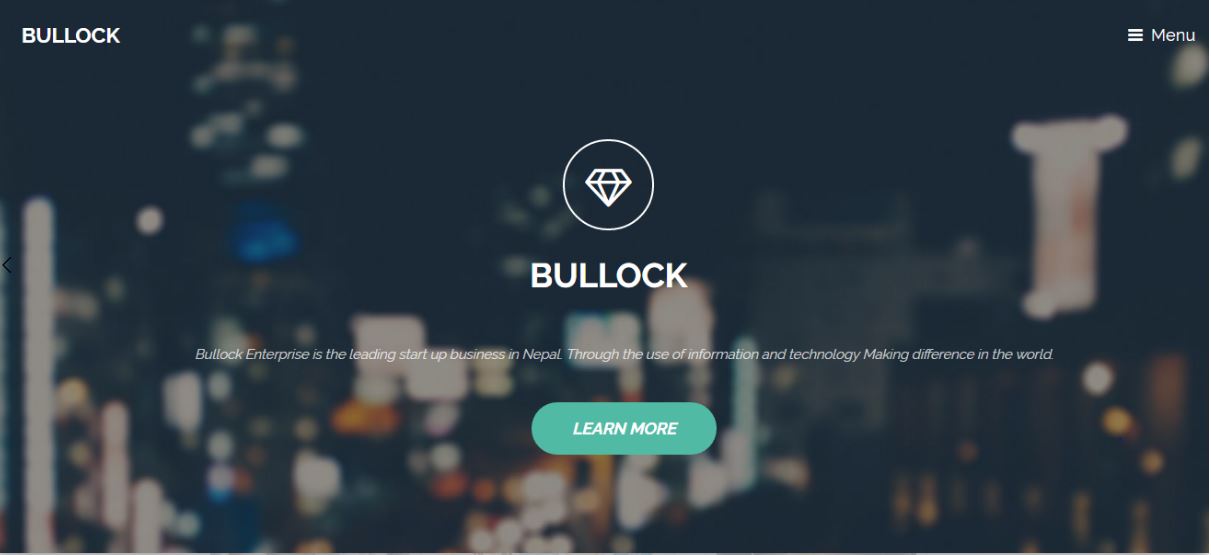 BULLOCK
Menu
BULLOCK
Bullock Enterprise is the leading start up business in Nepal. Through the use of information and technology Making difference in the world.
LEARN MORE